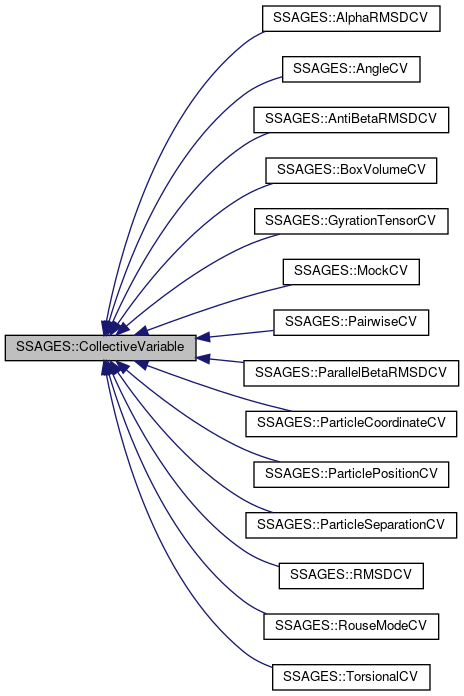 SSAGES::AlphaRMSDCV
SSAGES::AngleCV
SSAGES::AntiBetaRMSDCV
SSAGES::BoxVolumeCV
SSAGES::GyrationTensorCV
SSAGES::MockCV
SSAGES::PairwiseCV
SSAGES::CollectiveVariable
SSAGES::ParallelBetaRMSDCV
SSAGES::ParticleCoordinateCV
SSAGES::ParticlePositionCV
SSAGES::ParticleSeparationCV
SSAGES::RMSDCV
SSAGES::RouseModeCV
SSAGES::TorsionalCV